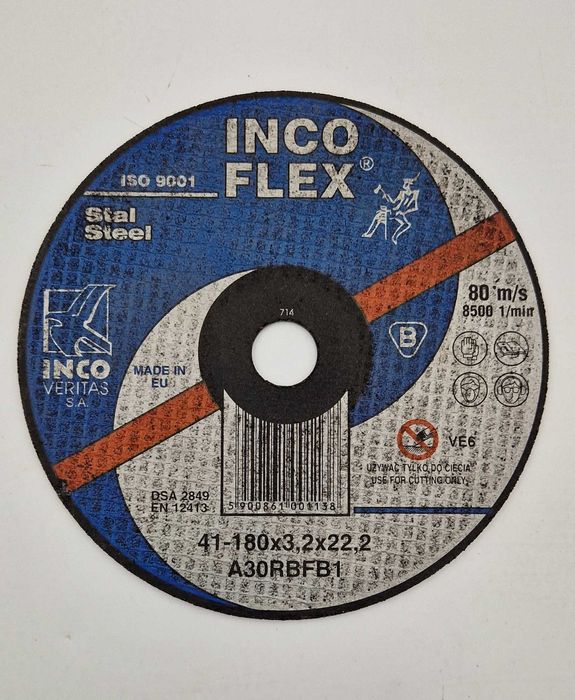 INCO
FLEX®
ISO 9001
Stal
Steel
80 m/s
8500 1/min
714
B
INCO
VERITAS
S.A.
MADE IN
EU
VE6
UŻYWAĆ TYLKO DO CIĘCIA
USE FOR CUTTING ONLY
OSA 2849
EN 12413
5 900861 001138
41-180x3,2x22,2
A30RBFB1